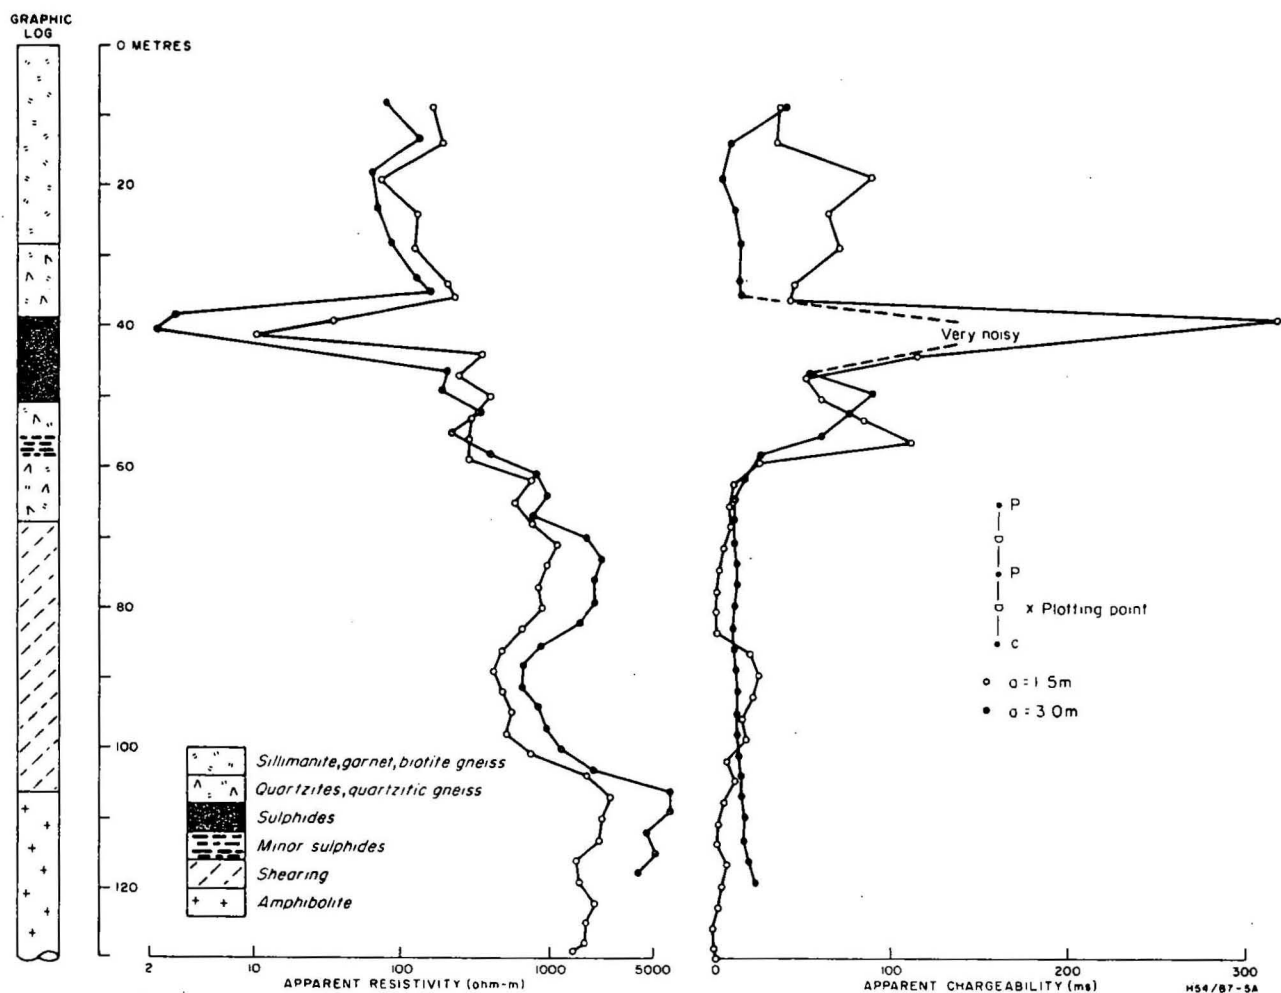 GRAPHIC
LOG
0 METRES
20
40
60
80
100
120
Very noisy
P
P
x Plotting point
c
a = 1.5m
a = 3.0m
Sillimanite, garnet, biotite gneiss
Quartzites, quartzitic gneiss
Sulphides
Minor sulphides
Shearing
Amphibolite
2 10 100 1000 5000
APPARENT RESISTIVITY (ohm-m)
0 100 200 300
APPARENT CHARGEABILITY (ms)
H54/B7-5A